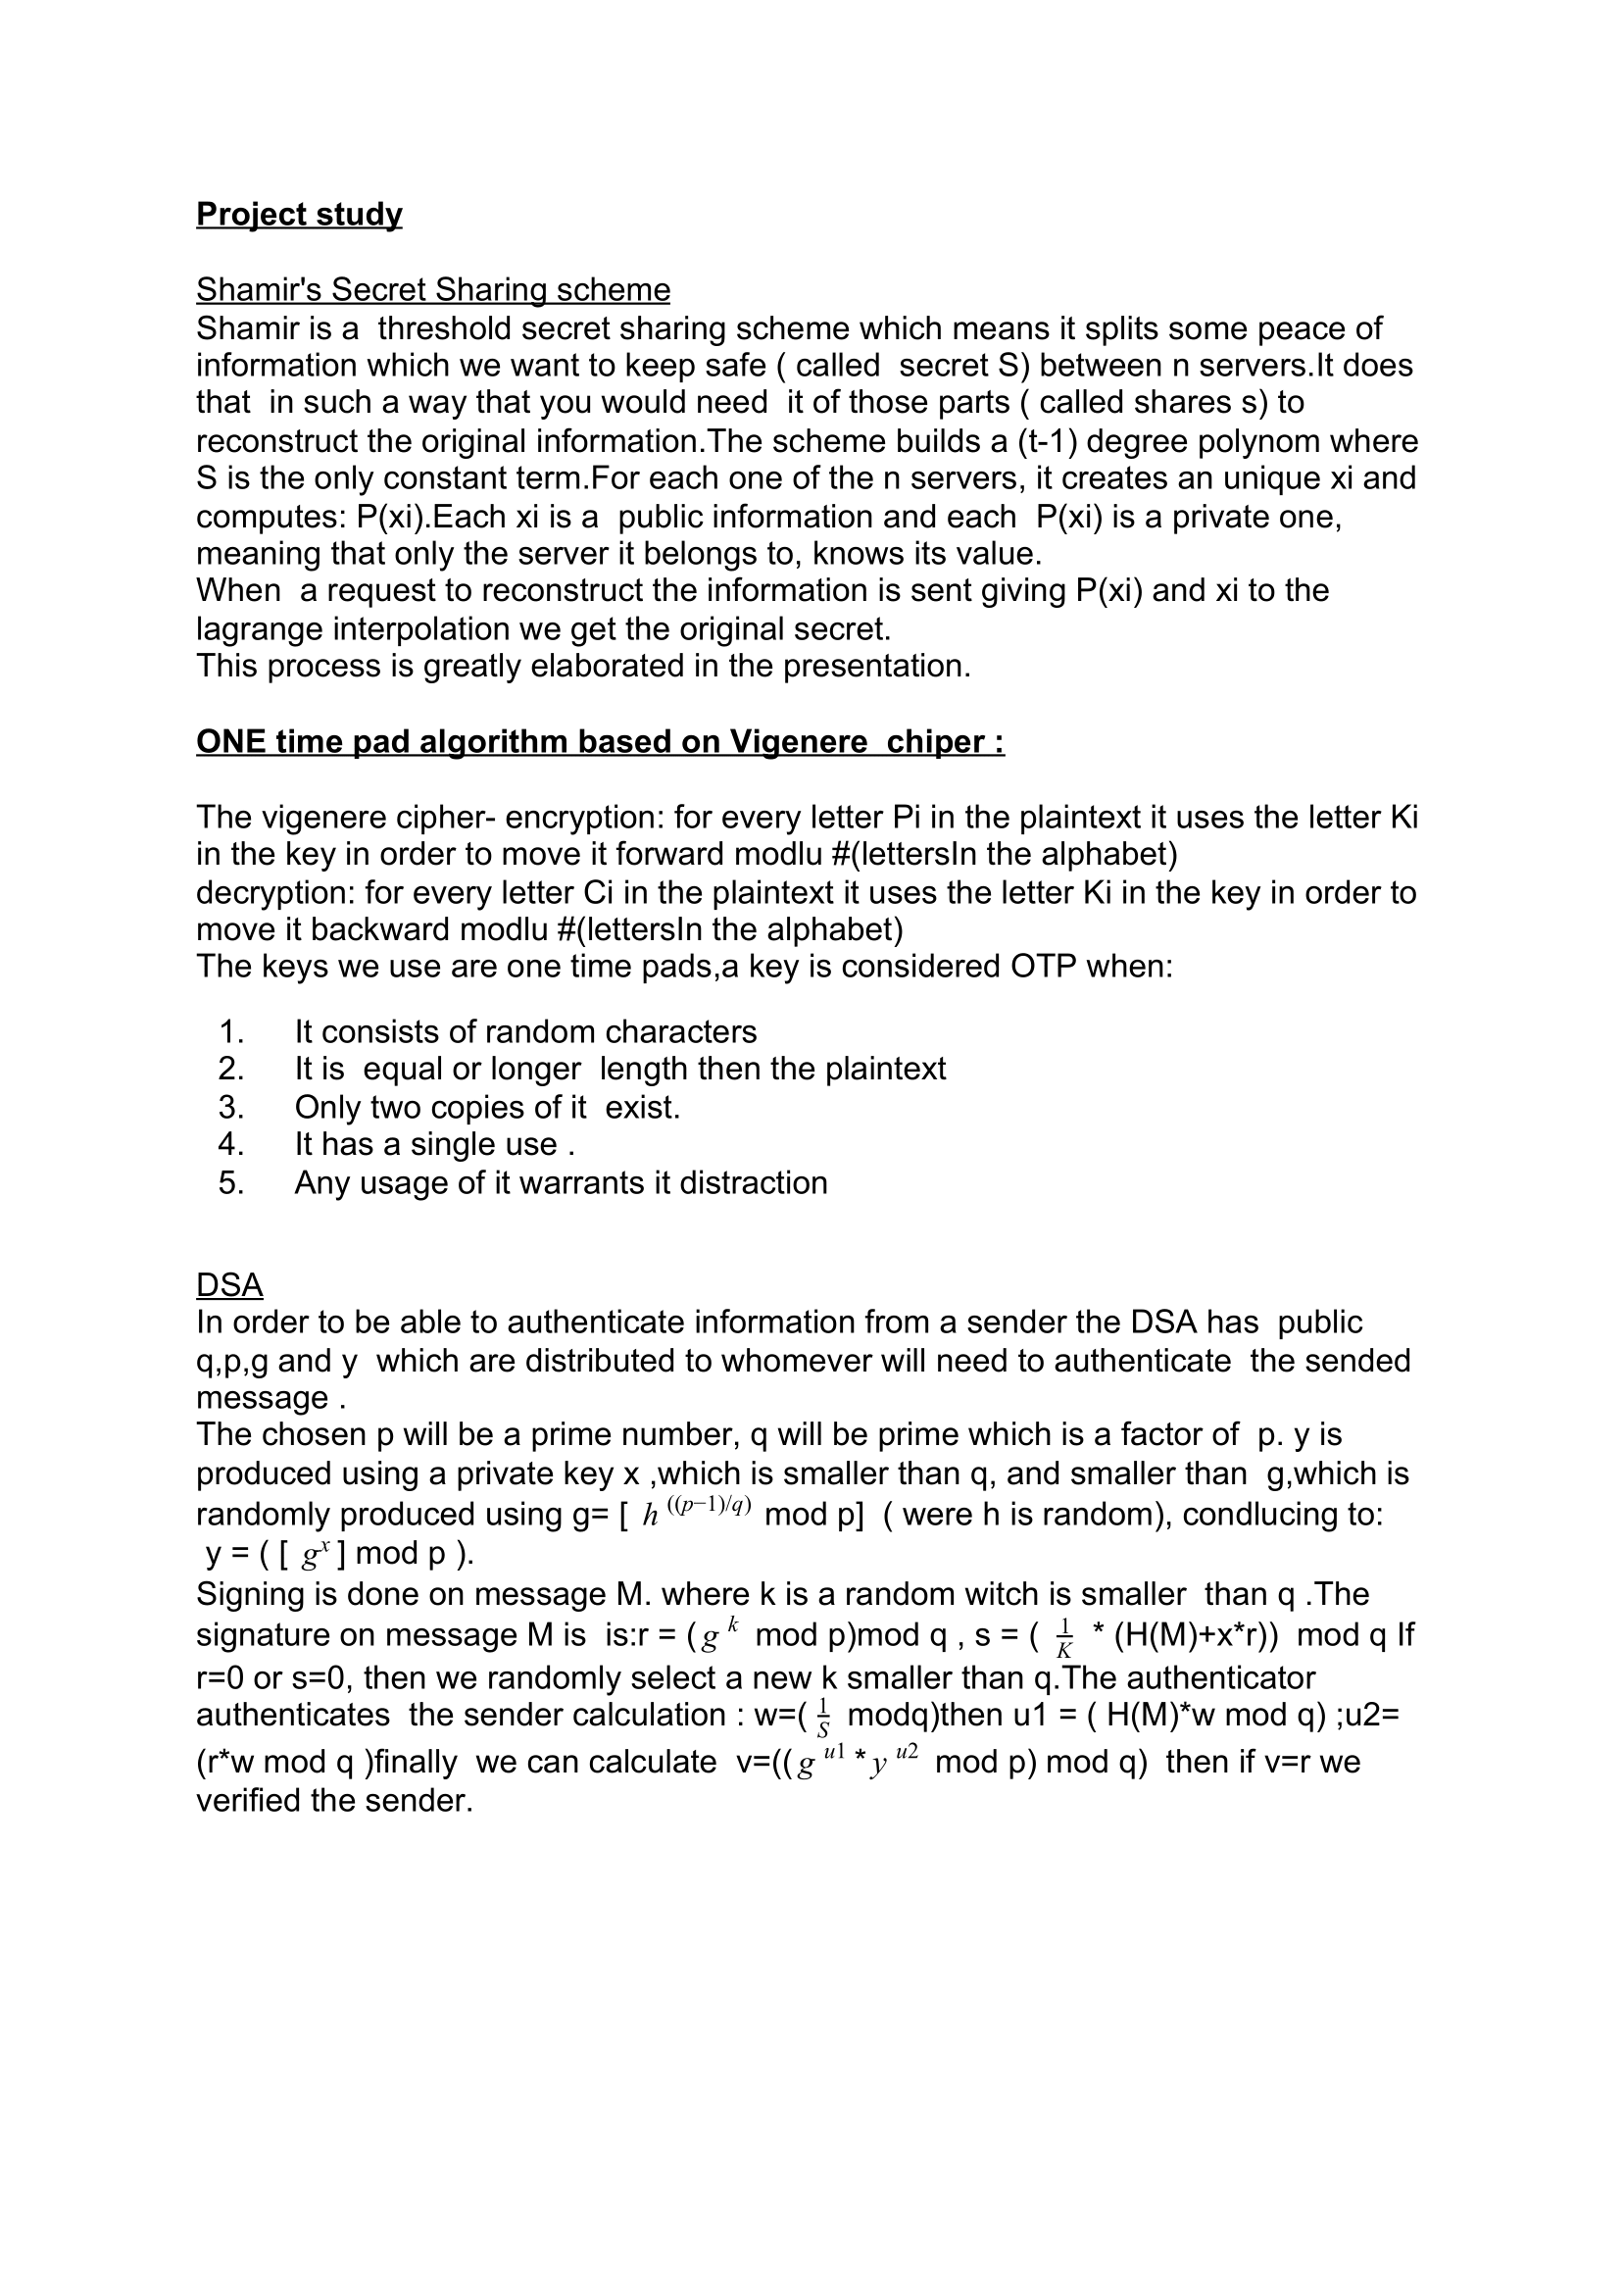 Project study
Shamir's Secret Sharing scheme
Shamir is a  threshold secret sharing scheme which means it splits some peace of
information which we want to keep safe ( called  secret S) between n servers.It does
that  in such a way that you would need  it of those parts ( called shares s) to
reconstruct the original information.The scheme builds a (t-1) degree polynom where
S is the only constant term.For each one of the n servers, it creates an unique xi and
computes: P(xi).Each xi is a  public information and each  P(xi) is a private one,
meaning that only the server it belongs to, knows its value.
When  a request to reconstruct the information is sent giving P(xi) and xi to the
lagrange interpolation we get the original secret.
This process is greatly elaborated in the presentation.
ONE time pad algorithm based on Vigenere  chiper :
The vigenere cipher- encryption: for every letter Pi in the plaintext it uses the letter Ki
in the key in order to move it forward modlu #(lettersIn the alphabet)
decryption: for every letter Ci in the plaintext it uses the letter Ki in the key in order to
move it backward modlu #(lettersIn the alphabet)
The keys we use are one time pads,a key is considered OTP when:
1. It consists of random characters
2. It is  equal or longer  length then the plaintext
3. Only two copies of it  exist.
4. It has a single use .
5. Any usage of it warrants it distraction
DSA
In order to be able to authenticate information from a sender the DSA has  public
q,p,g and y  which are distributed to whomever will need to authenticate  the sended
message .
The chosen p will be a prime number, q will be prime which is a factor of  p. y is
produced using a private key x ,which is smaller than q, and smaller than  g,which is
randomly produced using g= [ h^((p−1)/q) mod p]  ( were h is random), condlucing to:
y = ( [ g^x ] mod p ).
Signing is done on message M. where k is a random witch is smaller  than q .The
signature on message M is  is:r = (g^k mod p)mod q , s = ( 1/K * (H(M)+x*r))  mod q If
r=0 or s=0, then we randomly select a new k smaller than q.The authenticator
authenticates  the sender calculation : w=( 1/S modq)then u1 = ( H(M)*w mod q) ;u2=
(r*w mod q )finally  we can calculate  v=((g^u1 * y^u2 mod p) mod q)  then if v=r we
verified the sender.